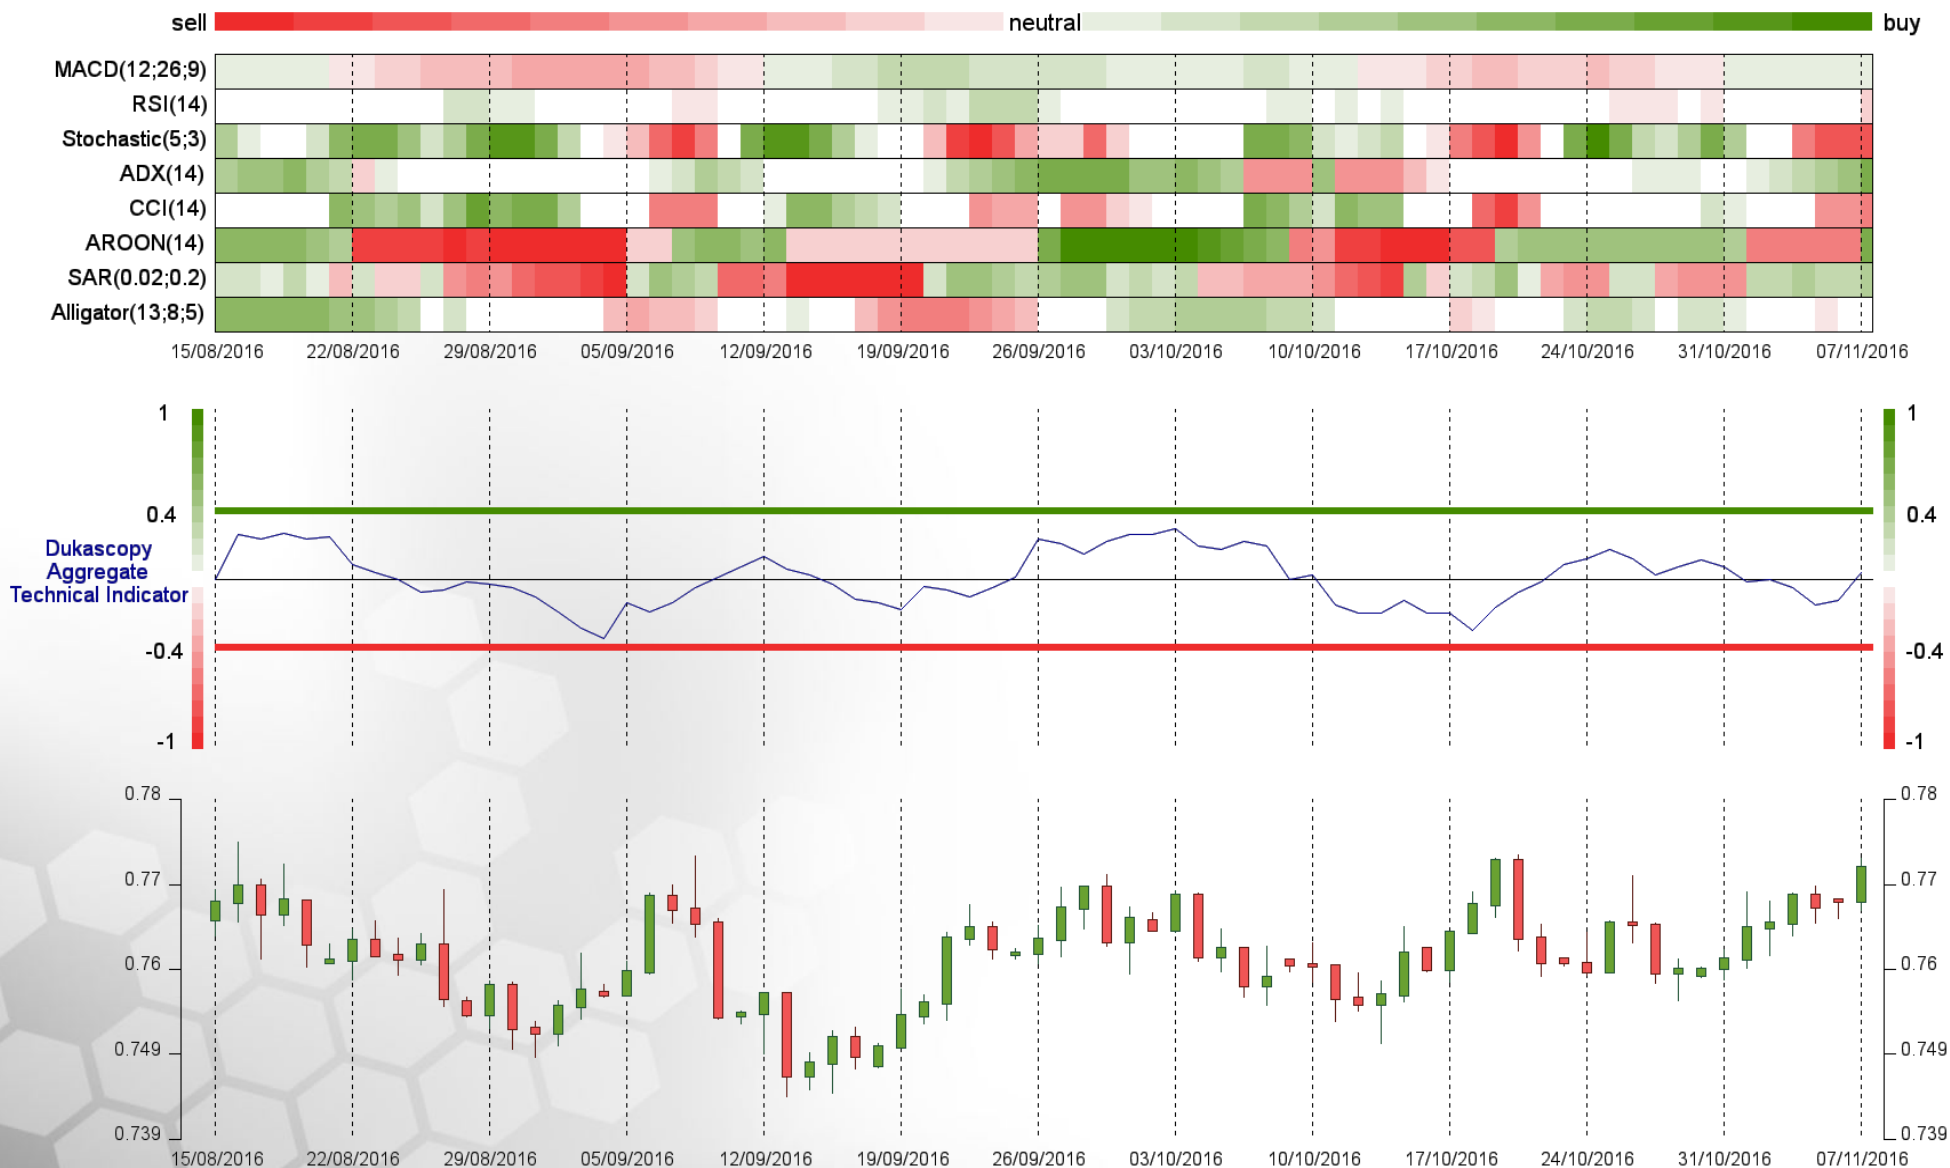 sell neutral buy
MACD(12;26;9)
RSI(14)
Stochastic(5;3)
ADX(14)
CCI(14)
AROON(14)
SAR(0.02;0.2)
Alligator(13;8;5)
15/08/2016 22/08/2016 29/08/2016 05/09/2016 12/09/2016 19/09/2016 26/09/2016 03/10/2016 10/10/2016 17/10/2016 24/10/2016 31/10/2016 07/11/2016
1 1
0.4 0.4
Dukascopy
Aggregate
Technical Indicator
-0.4 -0.4
-1 -1
0.78 0.78
0.77 0.77
0.76 0.76
0.749 0.749
0.739 0.739
15/08/2016 22/08/2016 29/08/2016 05/09/2016 12/09/2016 19/09/2016 26/09/2016 03/10/2016 10/10/2016 17/10/2016 24/10/2016 31/10/2016 07/11/2016